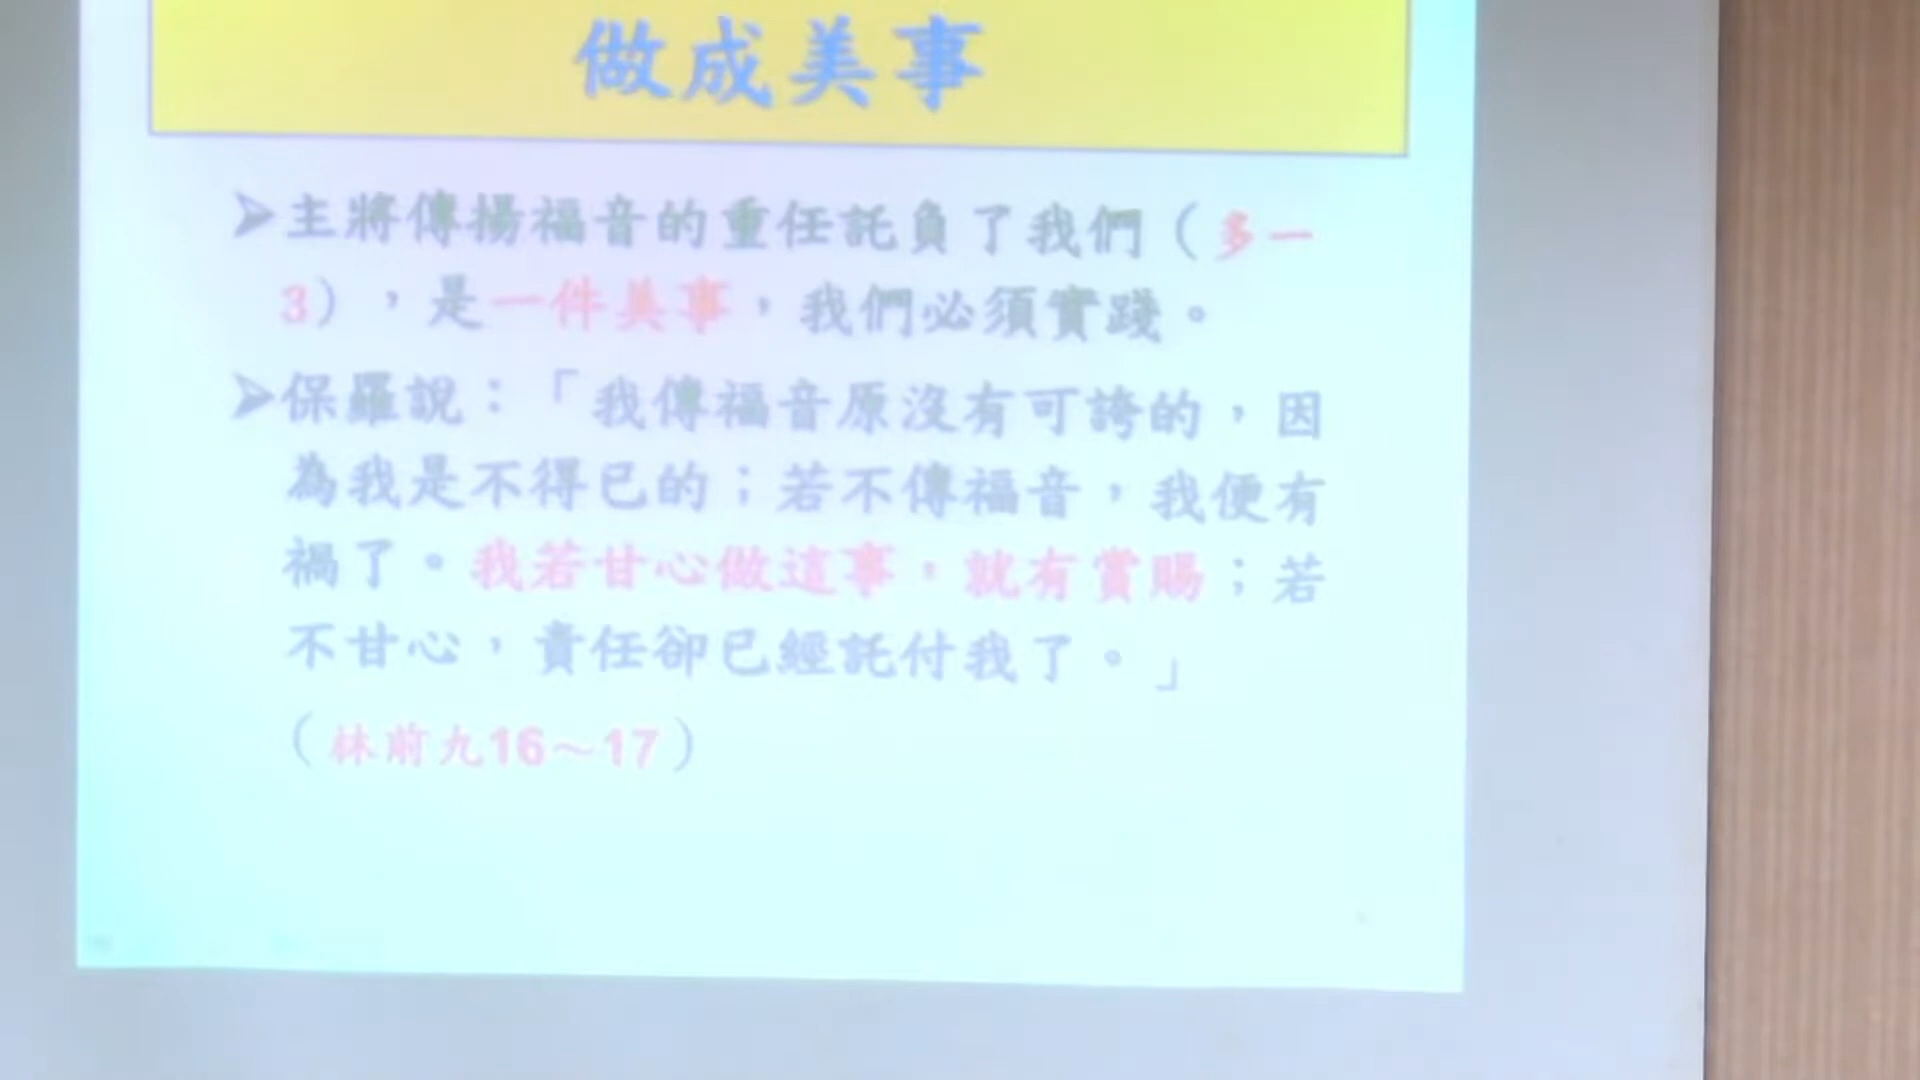 做成美事
➢主將傳揚福音的重任託負了我們（多一
3），是一件美事，我們必須實踐。
➢保羅說：「我傳福音原沒有可誇的，因
為我是不得已的；若不傳福音，我便有
禍了。我若甘心做這事，就有賞賜；若
不甘心，責任卻已經託付我了。」
（林前九16～17）